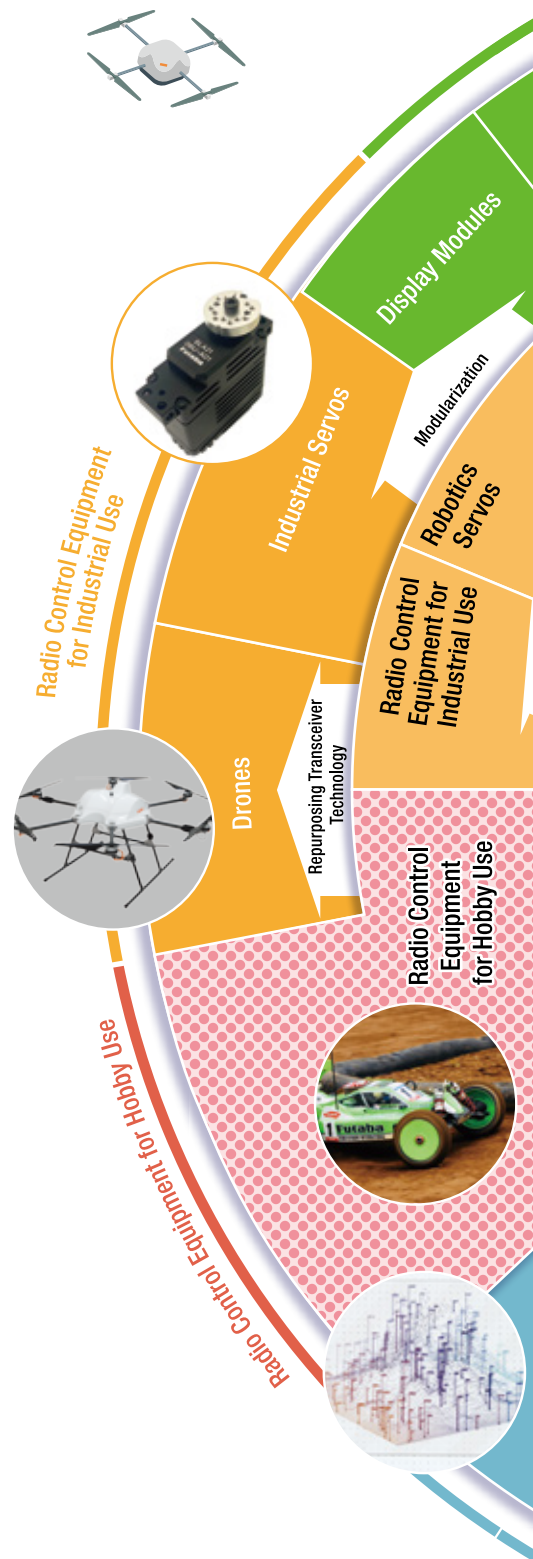 Display Modules
Modularization
Industrial Servos
Robotics
Servos
Radio Control Equipment
for Industrial Use
Radio Control
Equipment for
Industrial Use
Drones
Repurposing Transceiver
Technology
Radio Control
Equipment
for Hobby Use
Futaba
Radio Control Equipment for Hobby Use